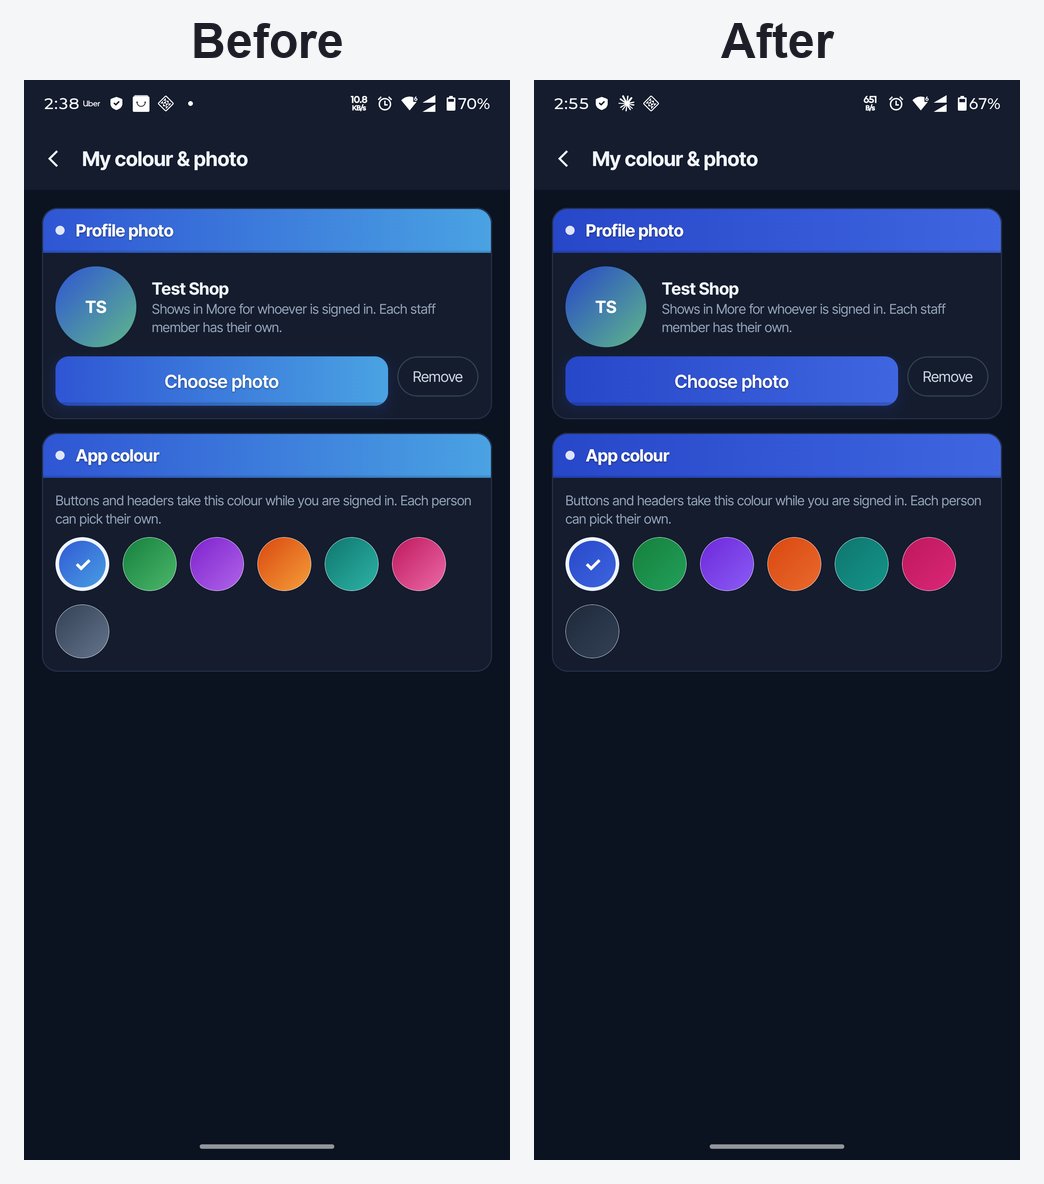 Before
After
2:38 Uber 10.8 KB/s 70%
My colour & photo
Profile photo
TS
Test Shop
Shows in More for whoever is signed in. Each staff
member has their own.
Choose photo
Remove
App colour
Buttons and headers take this colour while you are signed in. Each person
can pick their own.
2:55 651 B/s 67%
My colour & photo
Profile photo
TS
Test Shop
Shows in More for whoever is signed in. Each staff
member has their own.
Choose photo
Remove
App colour
Buttons and headers take this colour while you are signed in. Each person
can pick their own.